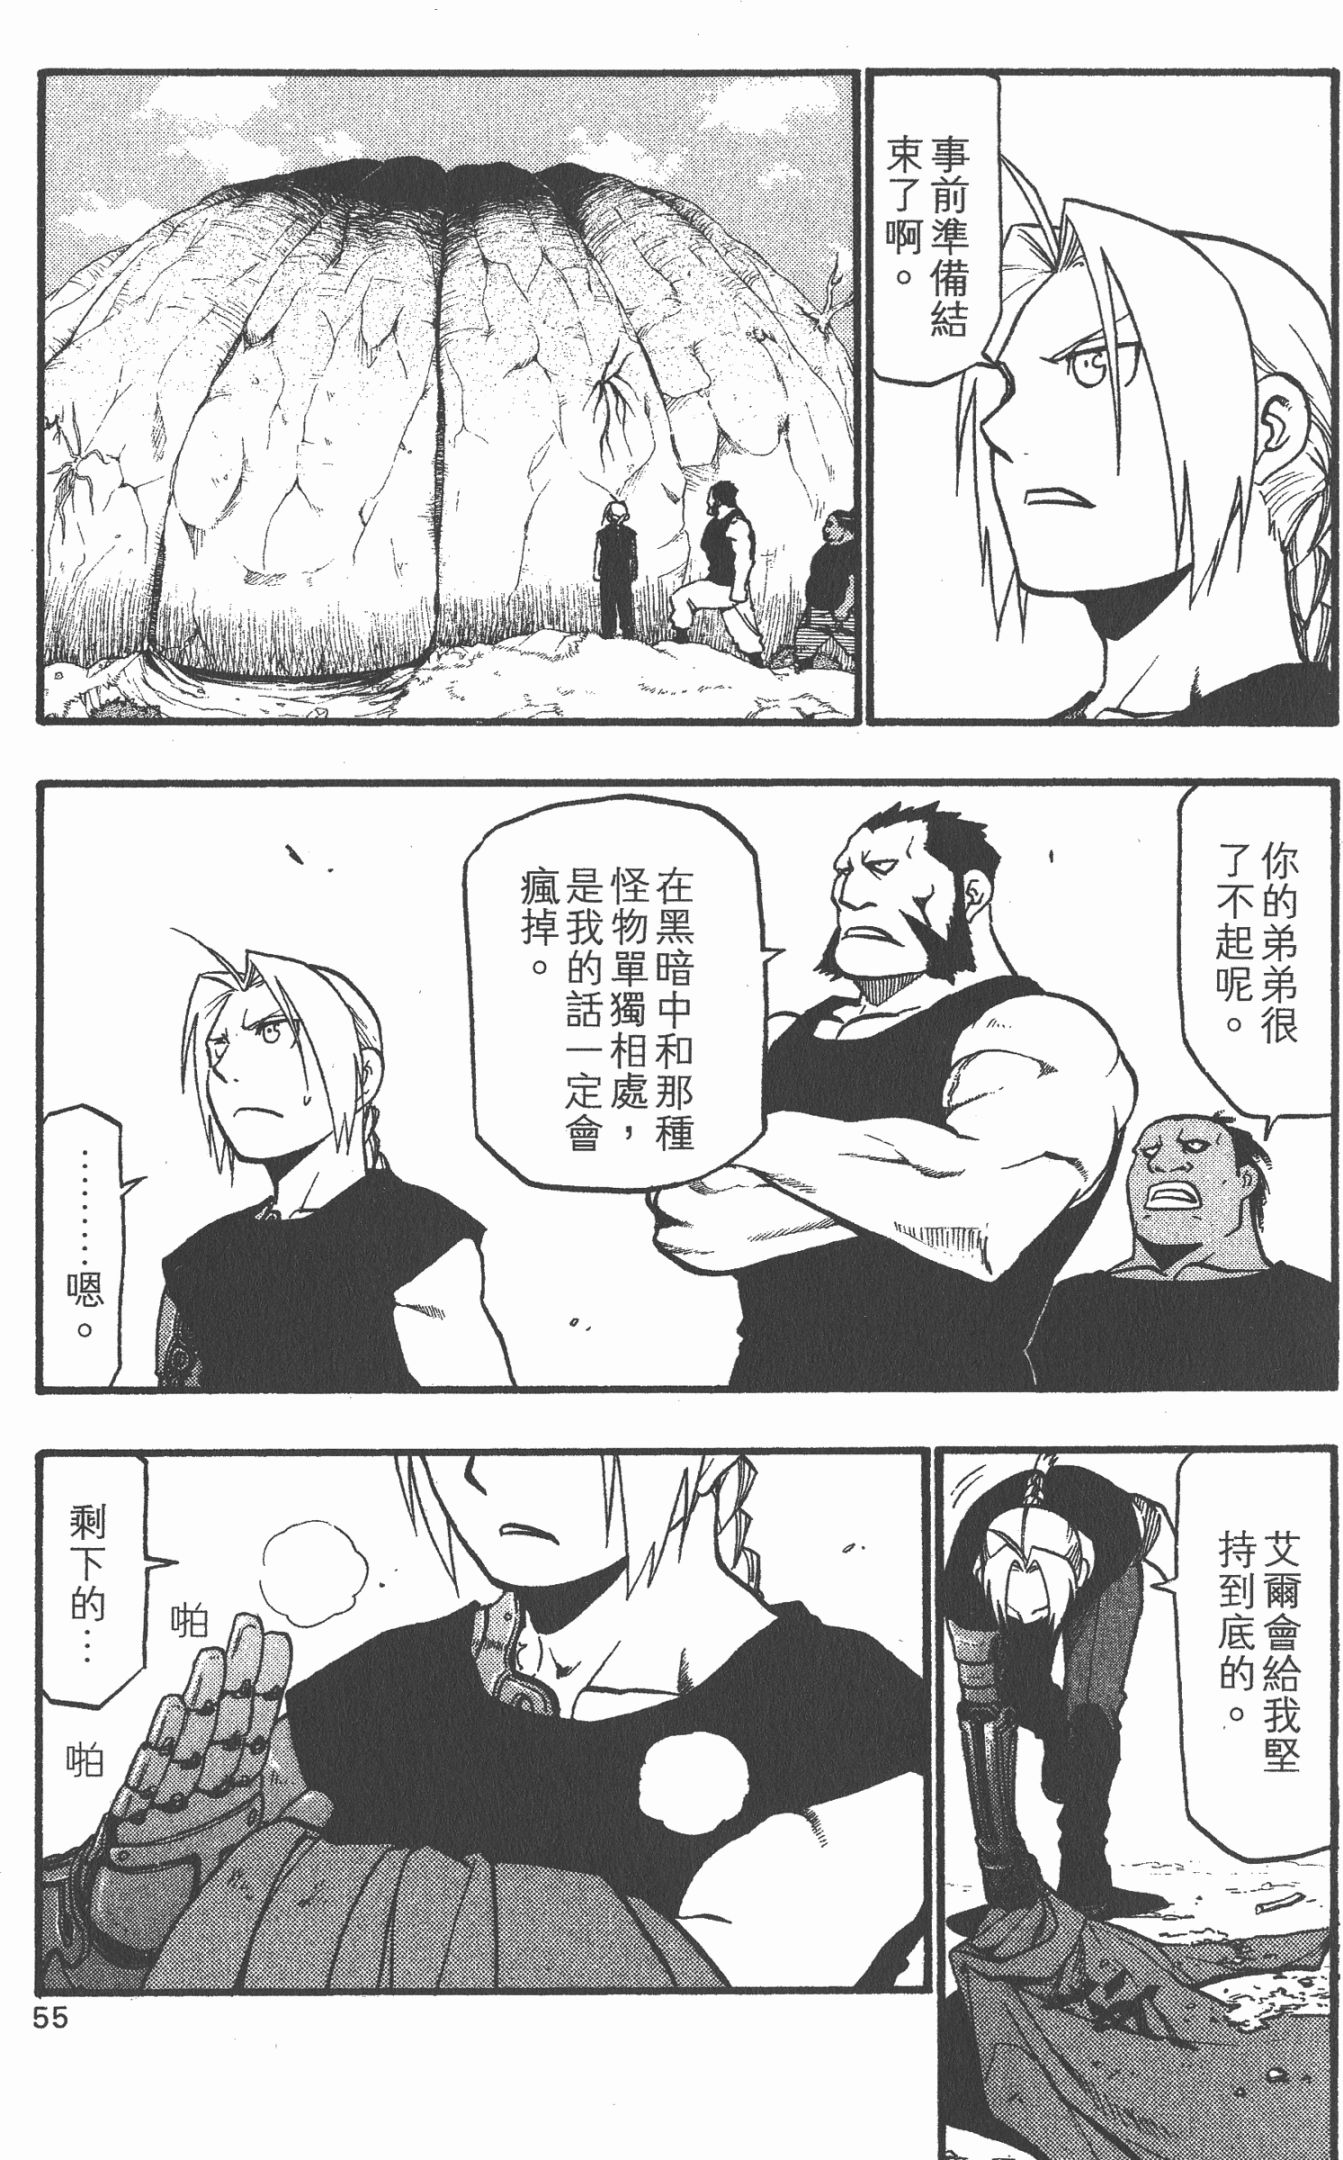 事前準備結
束了啊。
你的弟弟很
了不起呢。
在黑暗中和那種
怪物單獨相處，
是我的話一定會
瘋掉。
………嗯。
艾爾會給我堅
持到底的。
啪
啪
剩下的…
55